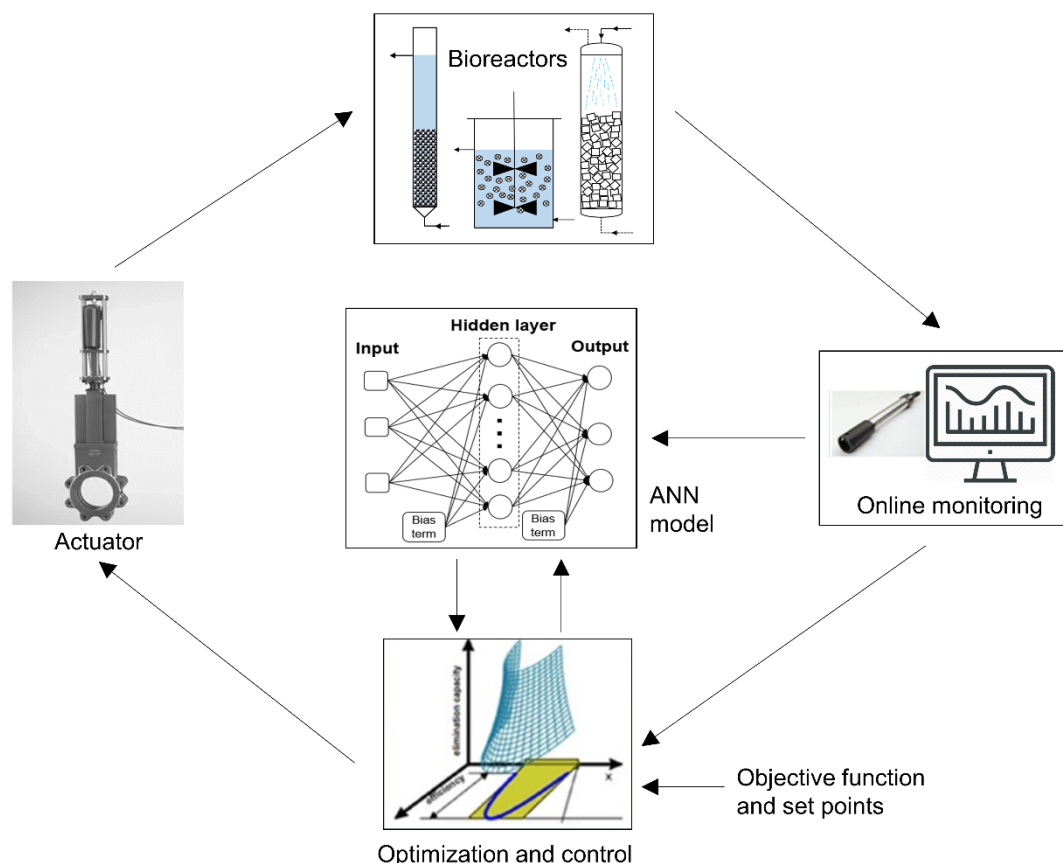 Bioreactors
Hidden layer
Input
Output
Bias
term
Bias
term
ANN
model
Online monitoring
Actuator
elimination capacity
efficiency
x
Objective function
and set points
Optimization and control